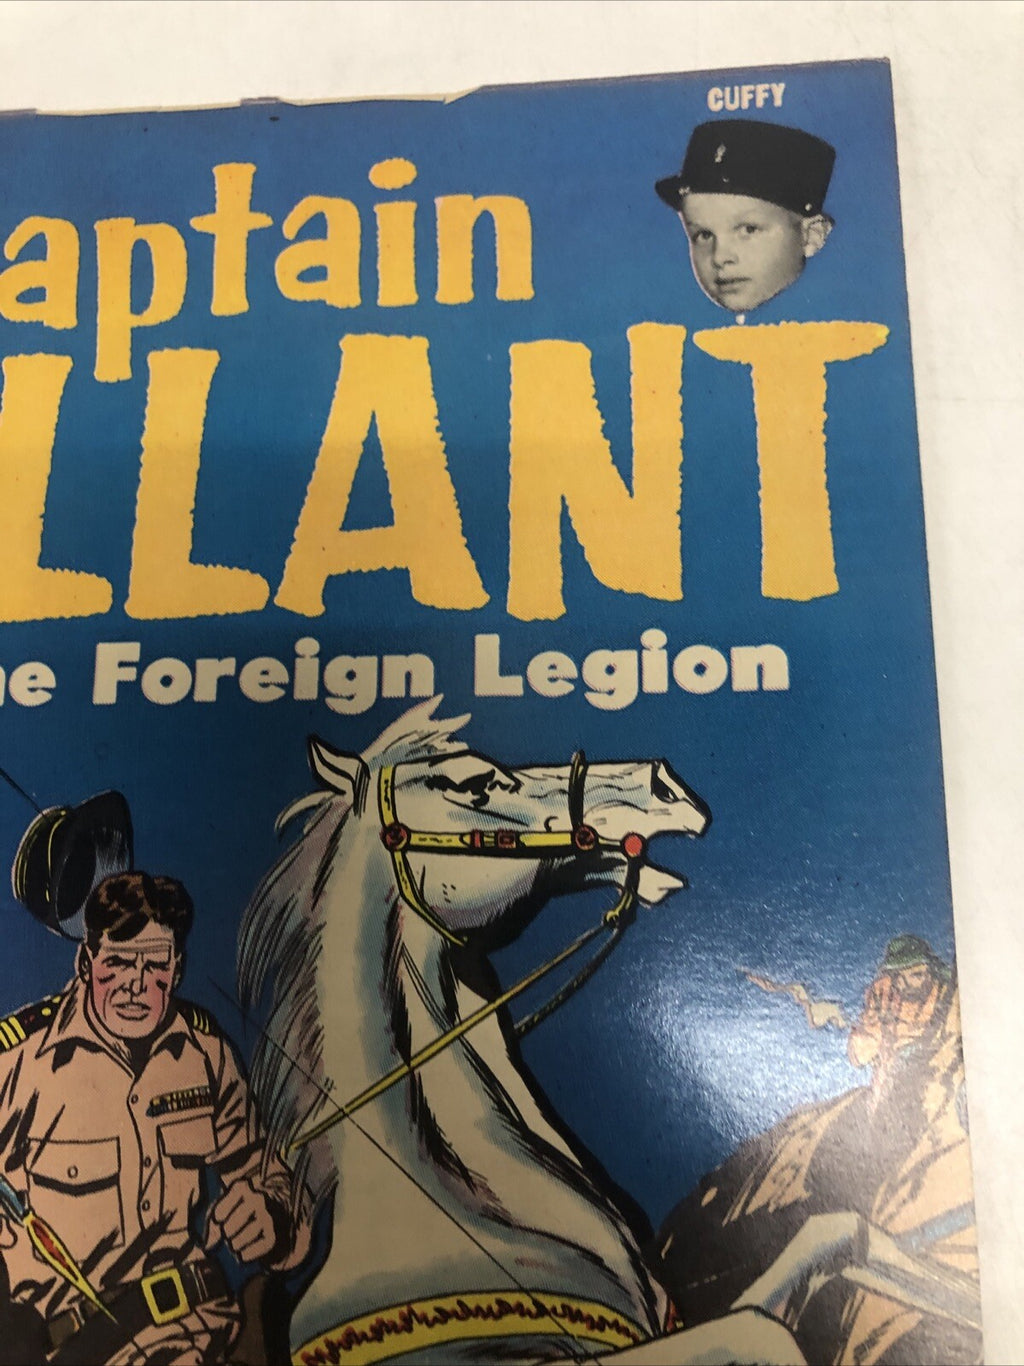 CUFFY
aptain
LLANT
he Foreign Legion